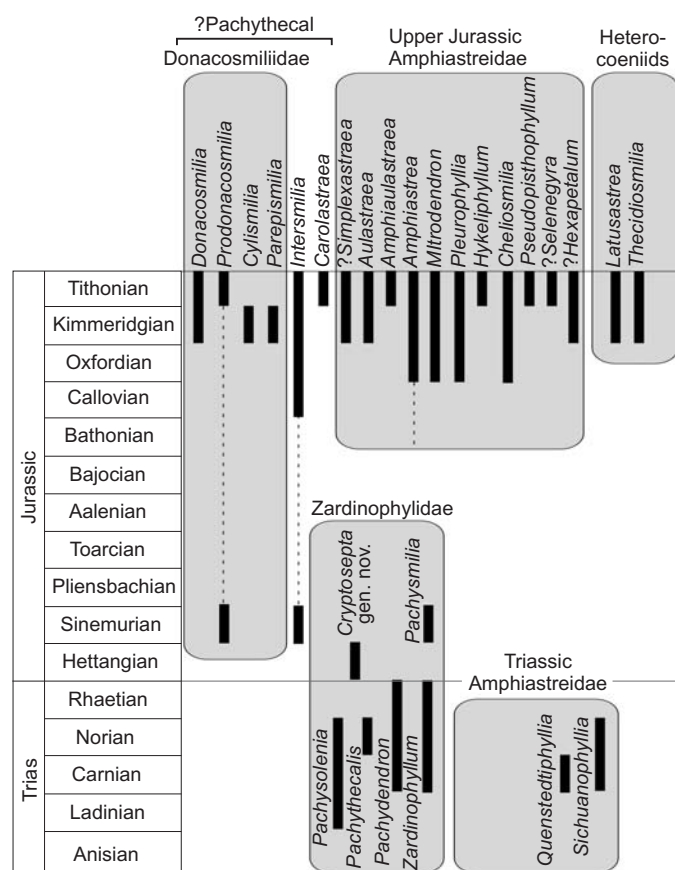 ?Pachythecal
Donacosmiliidae
Upper Jurassic
Amphiastreidae
Hetero-
coeniids
Donacosmilia
Prodonacosmilia
Cylismilia
Parepismilia
Intersmilia
Carolastraea
?Simplexastraea
Aulastraea
Amphiaulastraea
Amphiastrea
MItrodendron
Pleurophyllia
Hykeliphyllum
Cheliosmilia
Pseudopisthophyllum
?Selenegyra
?Hexapetalum
Latusastrea
Thecidiosmilia
Jurassic
Tithonian
Kimmeridgian
Oxfordian
Callovian
Bathonian
Bajocian
Aalenian
Toarcian
Pliensbachian
Sinemurian
Hettangian
Zardinophylidae
Cryptosepta
gen. nov.
Pachysmilia
Triassic
Amphiastreidae
Trias
Rhaetian
Norian
Carnian
Ladinian
Anisian
Pachysolenia
Pachythecalis
Pachydendron
Zardinophyllum
Quenstedtiphyllia
Sichuanophyllia